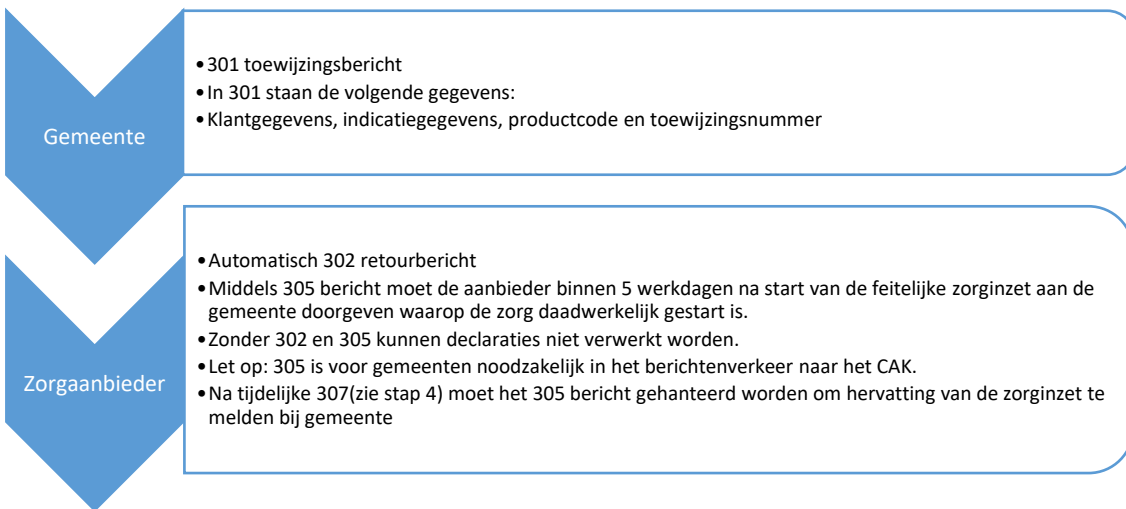 Gemeente
•301 toewijzingsbericht
•In 301 staan de volgende gegevens:
•Klantgegevens, indicatiegegevens, productcode en toewijzingsnummer
Zorgaanbieder
•Automatisch 302 retourbericht
•Middels 305 bericht moet de aanbieder binnen 5 werkdagen na start van de feitelijke zorginzet aan de
gemeente doorgeven waarop de zorg daadwerkelijk gestart is.
•Zonder 302 en 305 kunnen declaraties niet verwerkt worden.
•Let op: 305 is voor gemeenten noodzakelijk in het berichtenverkeer naar het CAK.
•Na tijdelijke 307(zie stap 4) moet het 305 bericht gehanteerd worden om hervatting van de zorginzet te
melden bij gemeente